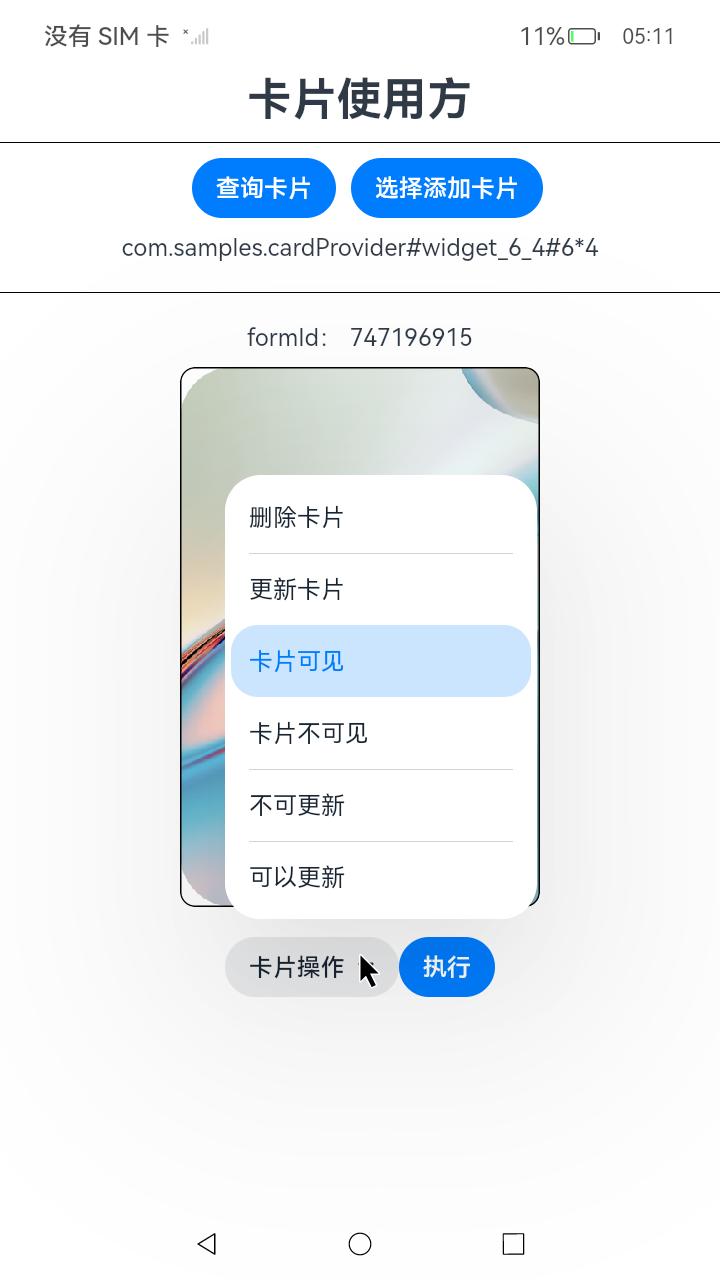 没有 SIM 卡
11%
05:11
卡片使用方
查询卡片
选择添加卡片
com.samples.cardProvider#widget_6_4#6*4
formId： 747196915
删除卡片
更新卡片
卡片可见
卡片不可见
不可更新
可以更新
卡片操作
执行